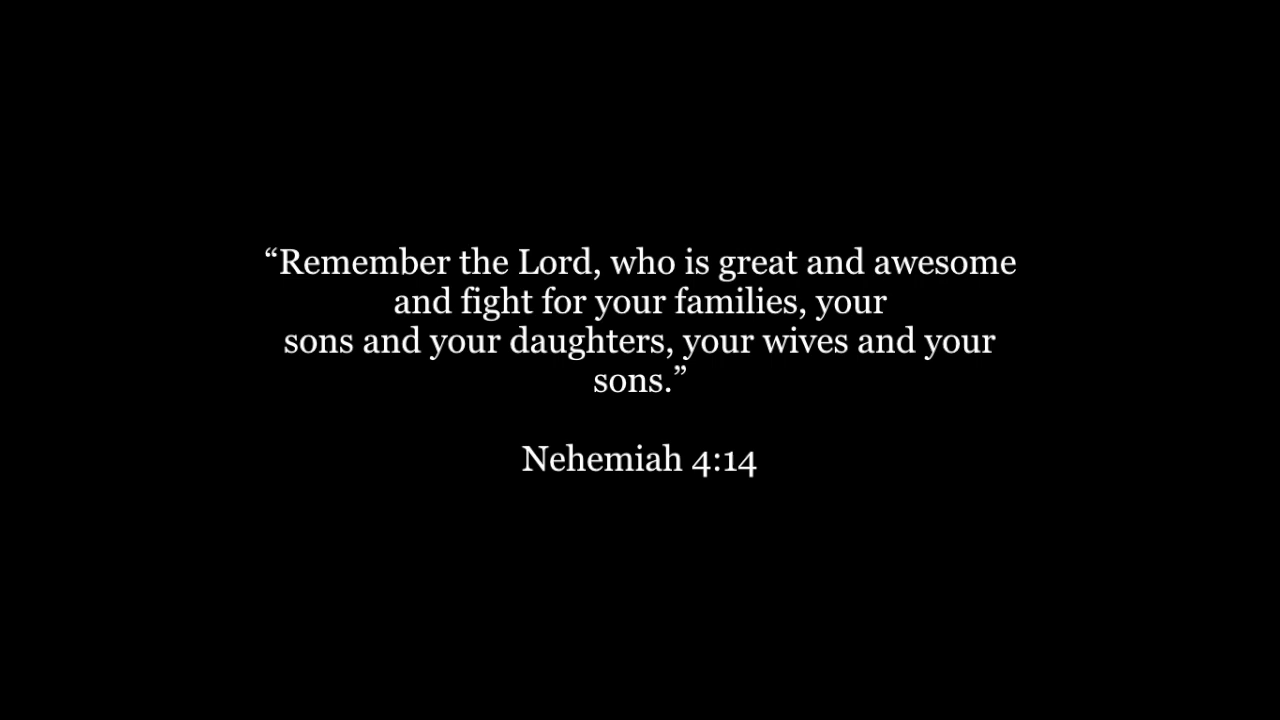 “Remember the Lord, who is great and awesome
and fight for your families, your
sons and your daughters, your wives and your
sons.”
Nehemiah 4:14